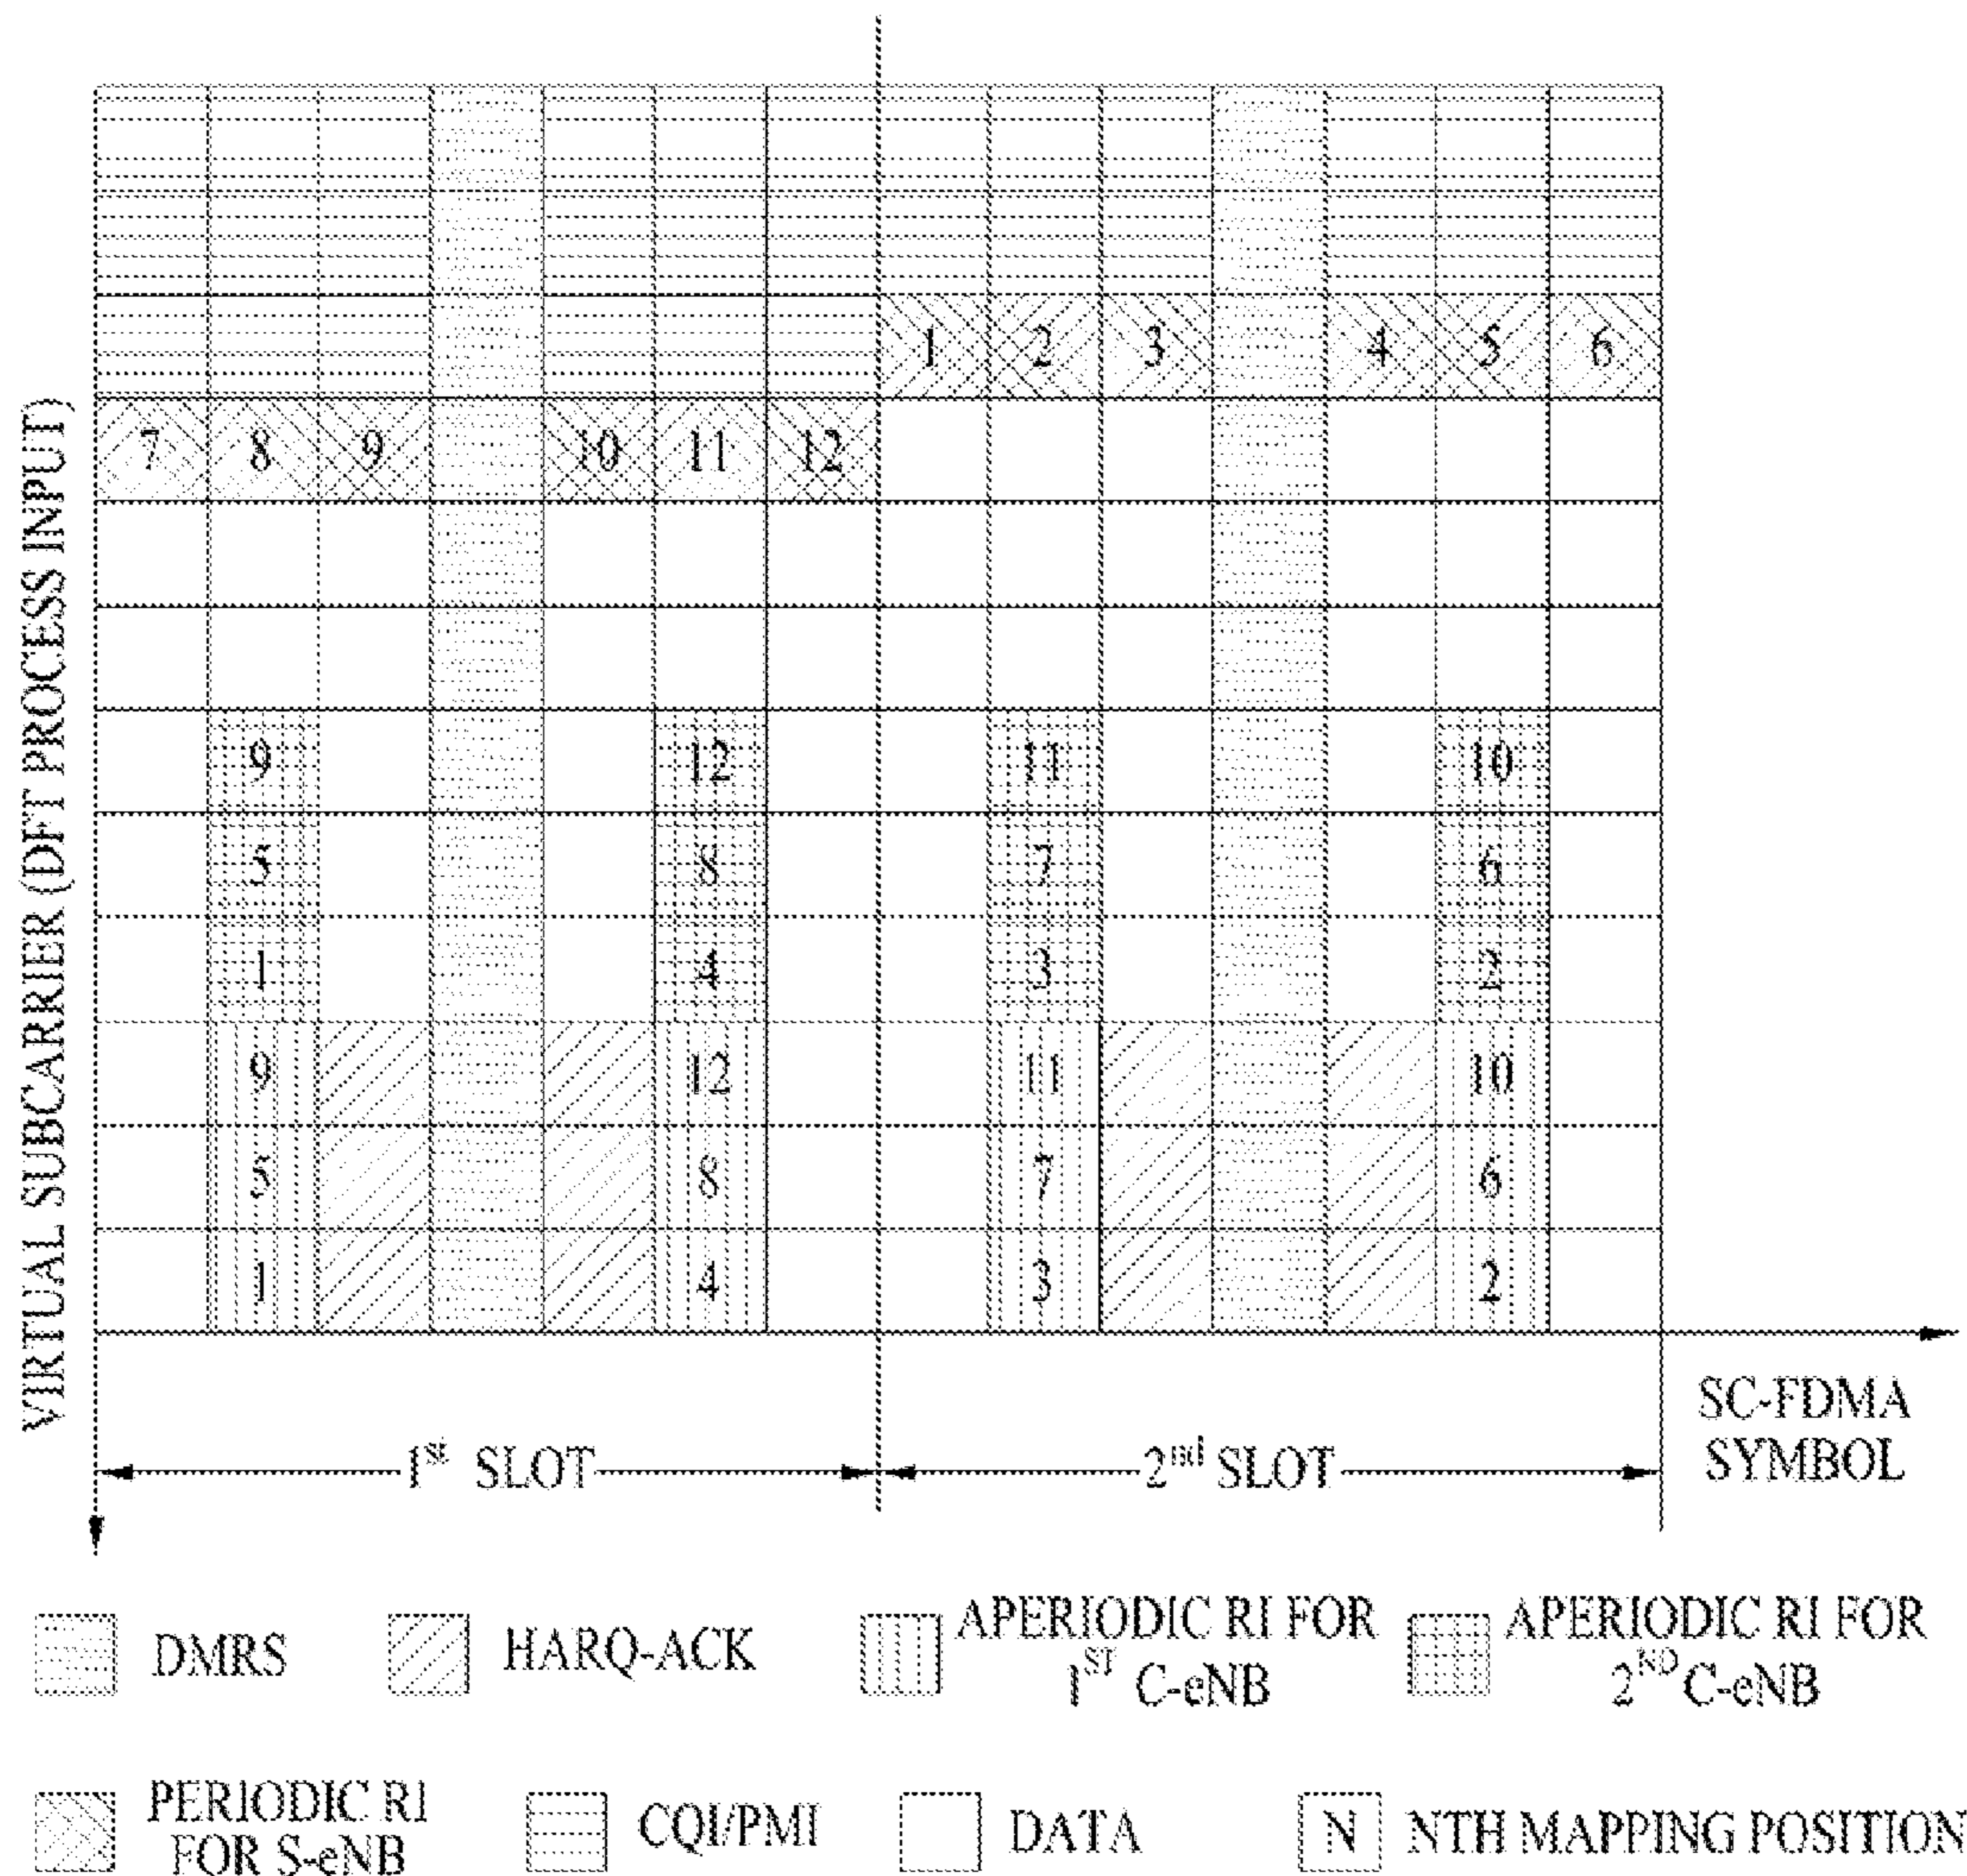 VIRTUAL SUBCARRIER (DFT PROCESS INPUT)
1 2 3 4 5 6
7 8 9 10 11 12
9 12 11 10
5 8 7 6
1 4 3 2
9 12 11 10
5 8 7 6
1 4 3 2
SC-FDMA
SYMBOL
1st SLOT
2nd SLOT
DMRS
HARQ-ACK
APERIODIC RI FOR
1ST C-eNB
APERIODIC RI FOR
2ND C-eNB
PERIODIC RI
FOR S-eNB
CQI/PMI
DATA
N
NTH MAPPING POSITION